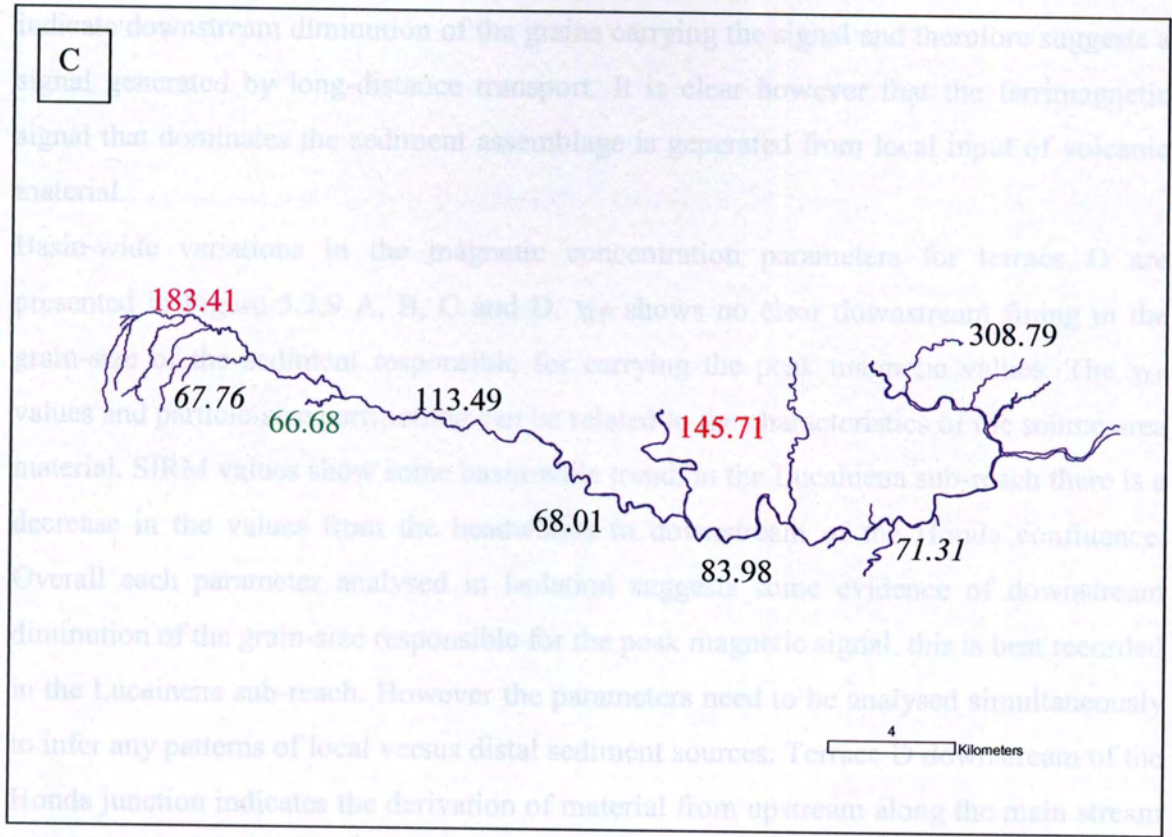 indicate downstream diminution of the grains carrying the signal and therefore suggests a
C
signal generated by long-distance transport. It is clear however that the ferrimagnetic
signal that dominates the sediment assemblage is generated from local input of volcanic
material.
Basin-wide variations in the magnetic concentration parameters for terrace D are
presented 5.2.9 A, B, C and D. shows no clear downstream fining in the
183.41
308.79
grain-size of the sediment responsible for carrying the peak magnetic values. The
67.76
113.49
66.68
145.71
values and be related characteristics of the source area
material. SIRM values show some trend in the Lucainena sub-reach there is a
68.01
decrease in the values from the headwaters to downstream of the Honda confluence.
71.31
Overall each parameter analysed in isolation suggests some evidence of downstream
83.98
diminution of the grain-size responsible for the peak magnetic signal, this is best recorded
in the Lucainena sub-reach. However the parameters need to be analysed simultaneously
4
to infer any patterns of local versus distal sediment sources. Terrace D downstream of the
Kilometers
Honda junction indicates the derivation of material from upstream along the main stream